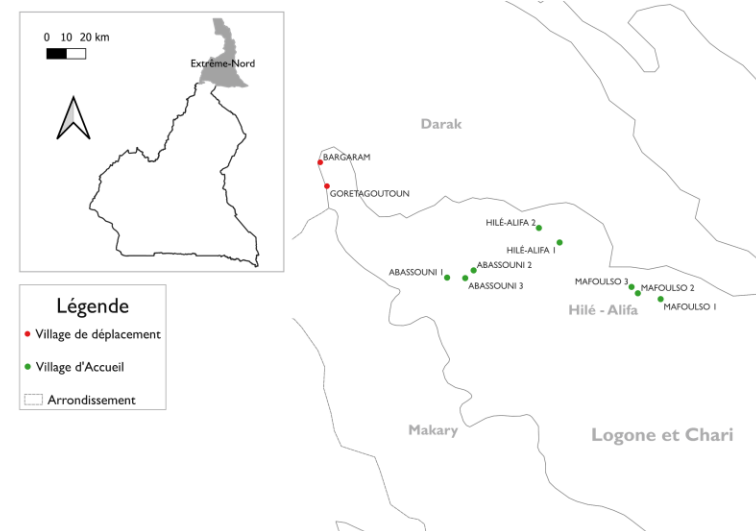 0 10 20 km
Extrême-Nord
Darak
BARGARAM
GORETAGOUTOUN
HILÉ-ALIFA 2
HILÉ-ALIFA 1
ABASSOUNI 2
ABASSOUNI 1
ABASSOUNI 3
MAFOULSO 3
MAFOULSO 2
MAFOULSO 1
Hilé - Alifa
Légende
Village de déplacement
Village d'Accueil
Arrondissement
Makary
Logone et Chari